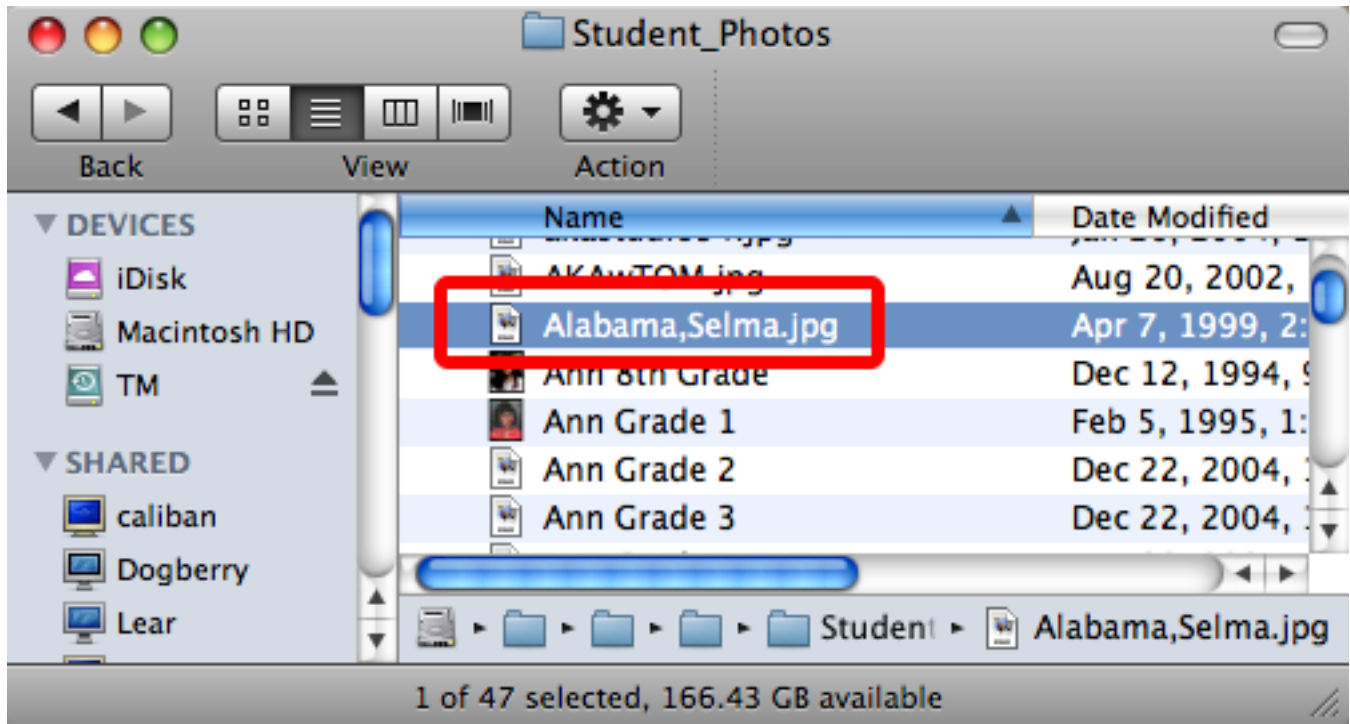 Student_Photos
Back View Action
Name Date Modified
AKAwTOM.jpg Aug 20, 2002,
Alabama,Selma.jpg Apr 7, 1999, 2:
Ann 8th Grade Dec 12, 1994, 9
Ann Grade 1 Feb 5, 1995, 1:
Ann Grade 2 Dec 22, 2004,
Ann Grade 3 Dec 22, 2004,
DEVICES
iDisk
Macintosh HD
TM
SHARED
caliban
Dogberry
Lear
Student Alabama,Selma.jpg
1 of 47 selected, 166.43 GB available